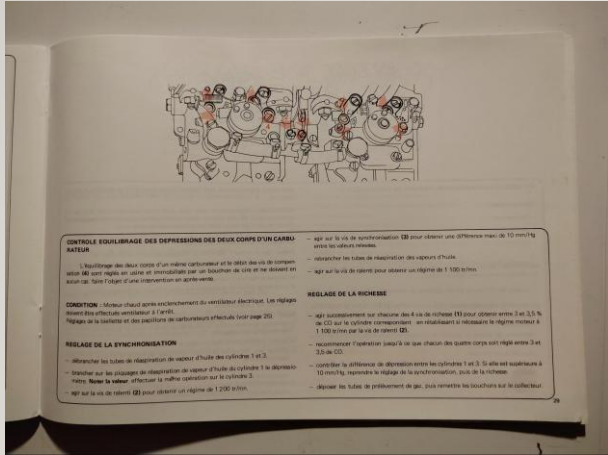 CONTROLE EQUILIBRAGE DES DEPRESSIONS DES DEUX CORPS D'UN CARBU-
RATEUR
L'équilibrage des deux corps d'un même carburateur et le débit des vis de compen-
sation (4) sont réglés en usine et immobilisés par un bouchon de cire et ne doivent en
aucun cas faire l'objet d'une intervention en après-vente.
CONDITION : Moteur chaud après enclenchement du ventilateur électrique. Les réglages
doivent être effectués ventilateur à l'arrêt.
Réglages de la biellette et des papillons de carburateurs effectués (voir page 25).
REGLAGE DE LA SYNCHRONISATION
— débrancher les tubes de réaspiration de vapeur d'huile des cylindres 1 et 3.
— brancher sur les piquages de réaspiration de vapeur d'huile du cylindre 1 le dépressio-
mètre. Noter la valeur, effectuer la même opération sur le cylindre 3.
— agir sur la vis de ralenti (2) pour obtenir un régime de 1 200 tr/mn.
— agir sur la vis de synchronisation (3) pour obtenir une différence maxi de 10 mm/Hg
entre les valeurs relevées.
— rebrancher les tubes de réaspiration des vapeurs d'huile.
— agir sur la vis de ralenti pour obtenir un régime de 1 100 tr/mn.
REGLAGE DE LA RICHESSE
— agir successivement sur chacune des 4 vis de richesse (1) pour obtenir entre 3 et 3,5 %
de CO sur le cylindre correspondant en rétablissant si nécessaire le régime moteur à
1 100 tr/mn par la vis de ralenti (2).
— recommencer l'opération jusqu'à ce que chacun des quatre corps soit réglé entre 3 et
3,5 de CO.
— contrôler la différence de dépression entre les cylindres 1 et 3. Si elle est supérieure à
10 mm/Hg, reprendre le réglage de la synchronisation, puis de la richesse.
— déposer les tubes de prélèvement de gaz, puis remettre les bouchons sur le collecteur.